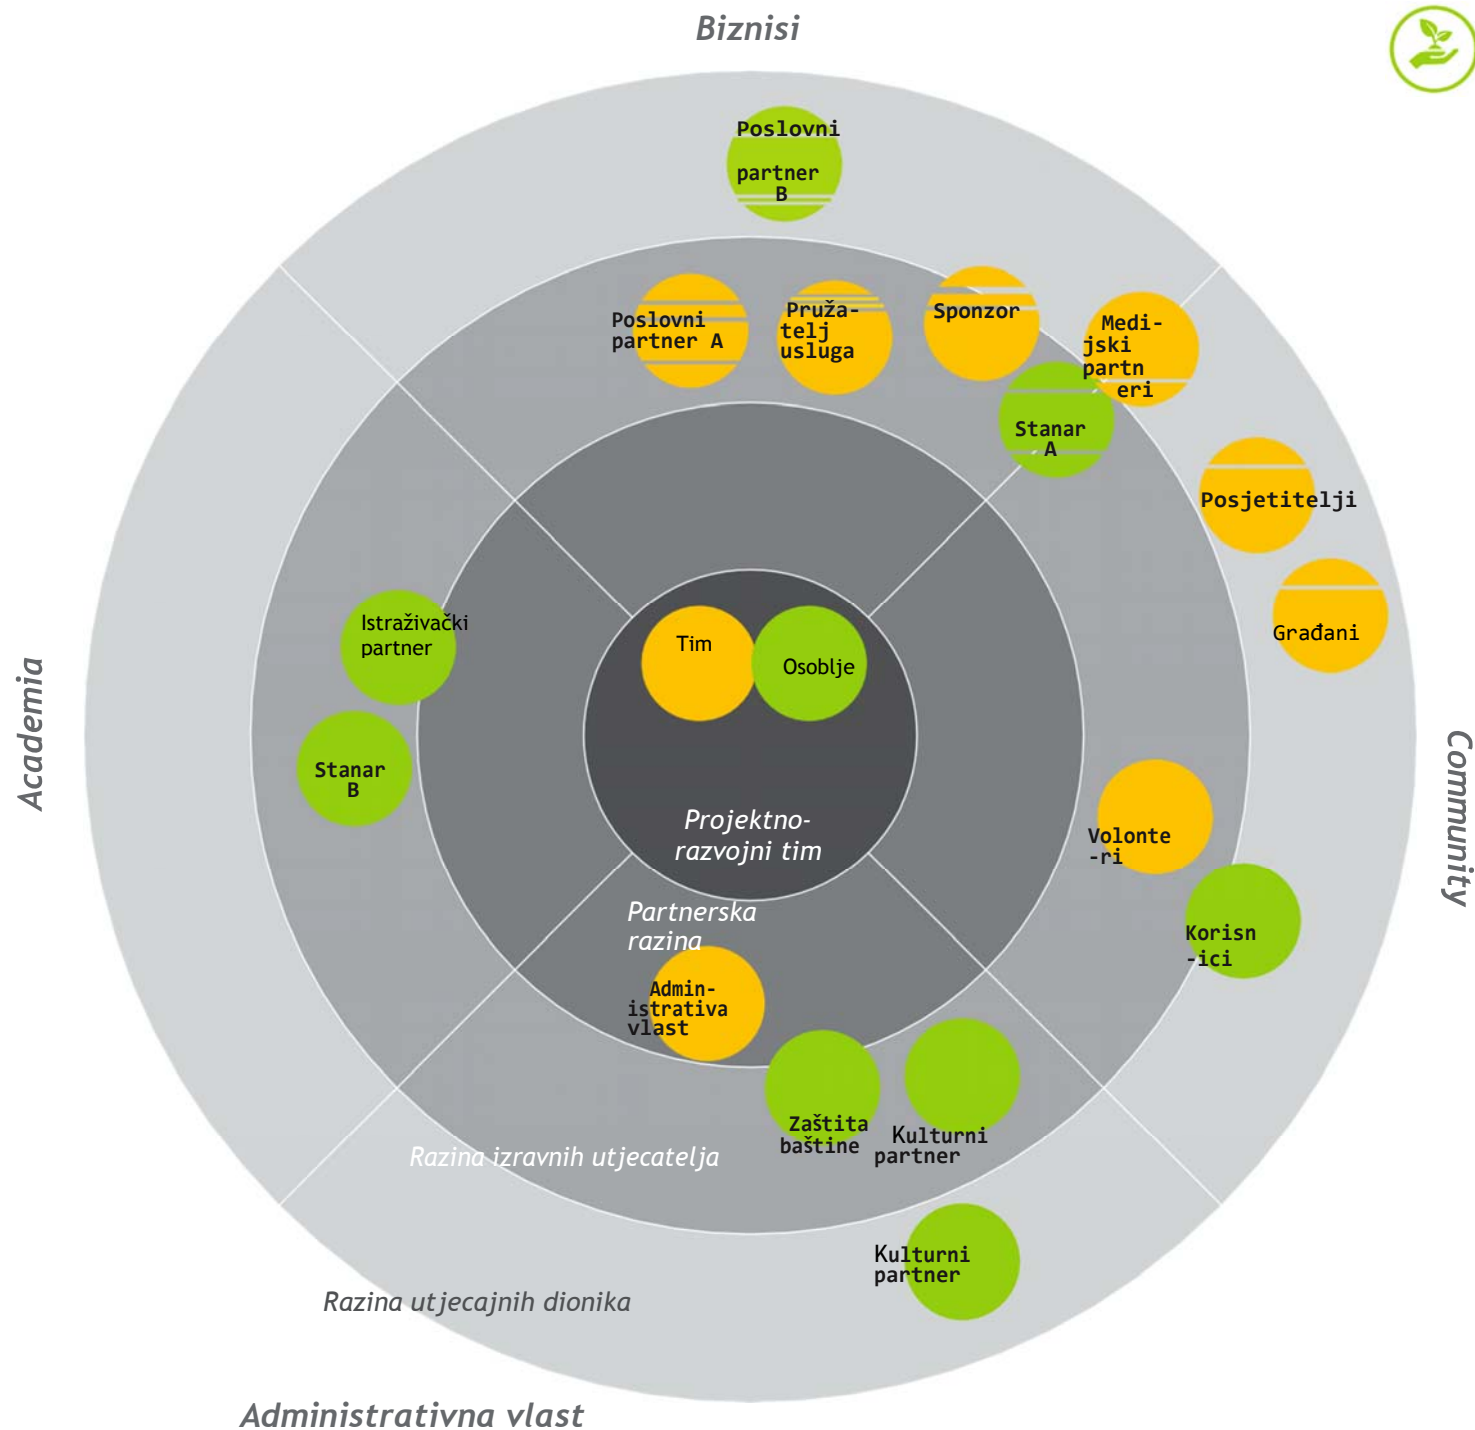 Biznisi
Poslovni
partner
B
Poslovni
partner A
Pruža-
telj
usluga
Sponzor
Medi-
jski
partn
eri
Stanar
A
Posjetitelji
Građani
Istraživački
partner
Stanar
B
Tim
Osoblje
Academia
Community
Projektno-
razvojni tim
Volonte
-ri
Korisn
-ici
Partnerska
razina
Admin-
istrativa
vlast
Zaštita
baštine
Kulturni
partner
Razina izravnih utjecatelja
Kulturni
partner
Razina utjecajnih dionika
Administrativna vlast